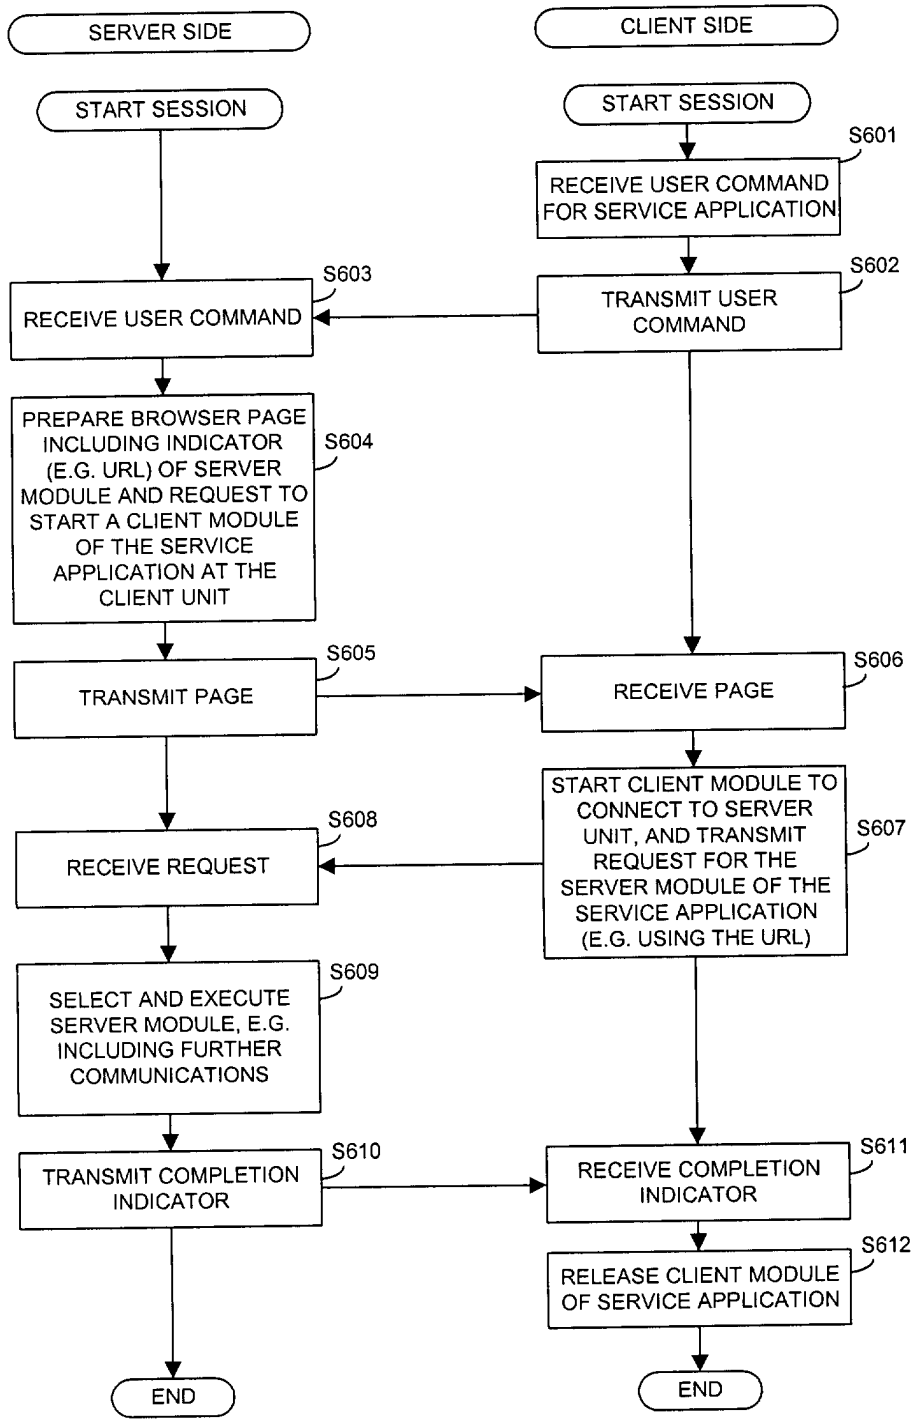 SERVER SIDE
CLIENT SIDE
START SESSION
START SESSION
S601
RECEIVE USER COMMAND
FOR SERVICE APPLICATION
S602
TRANSMIT USER
COMMAND
S603
RECEIVE USER COMMAND
S604
PREPARE BROWSER PAGE
INCLUDING INDICATOR
(E.G. URL) OF SERVER
MODULE AND REQUEST TO
START A CLIENT MODULE
OF THE SERVICE
APPLICATION AT THE
CLIENT UNIT
S605
TRANSMIT PAGE
S606
RECEIVE PAGE
S607
START CLIENT MODULE TO
CONNECT TO SERVER
UNIT, AND TRANSMIT
REQUEST FOR THE
SERVER MODULE OF THE
SERVICE APPLICATION
(E.G. USING THE URL)
S608
RECEIVE REQUEST
S609
SELECT AND EXECUTE
SERVER MODULE, E.G.
INCLUDING FURTHER
COMMUNICATIONS
S610
TRANSMIT COMPLETION
INDICATOR
S611
RECEIVE COMPLETION
INDICATOR
S612
RELEASE CLIENT MODULE
OF SERVICE APPLICATION
END
END